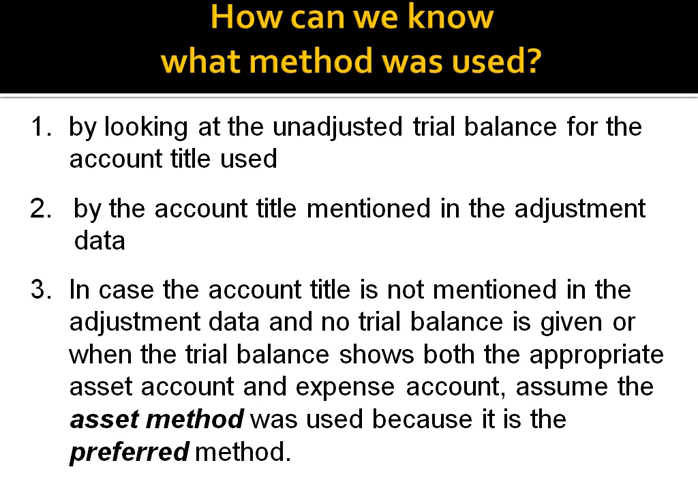 How can we know
what method was used?
1. by looking at the unadjusted trial balance for the
account title used
2. by the account title mentioned in the adjustment
data
3. In case the account title is not mentioned in the
adjustment data and no trial balance is given or
when the trial balance shows both the appropriate
asset account and expense account, assume the
asset method was used because it is the
preferred method.